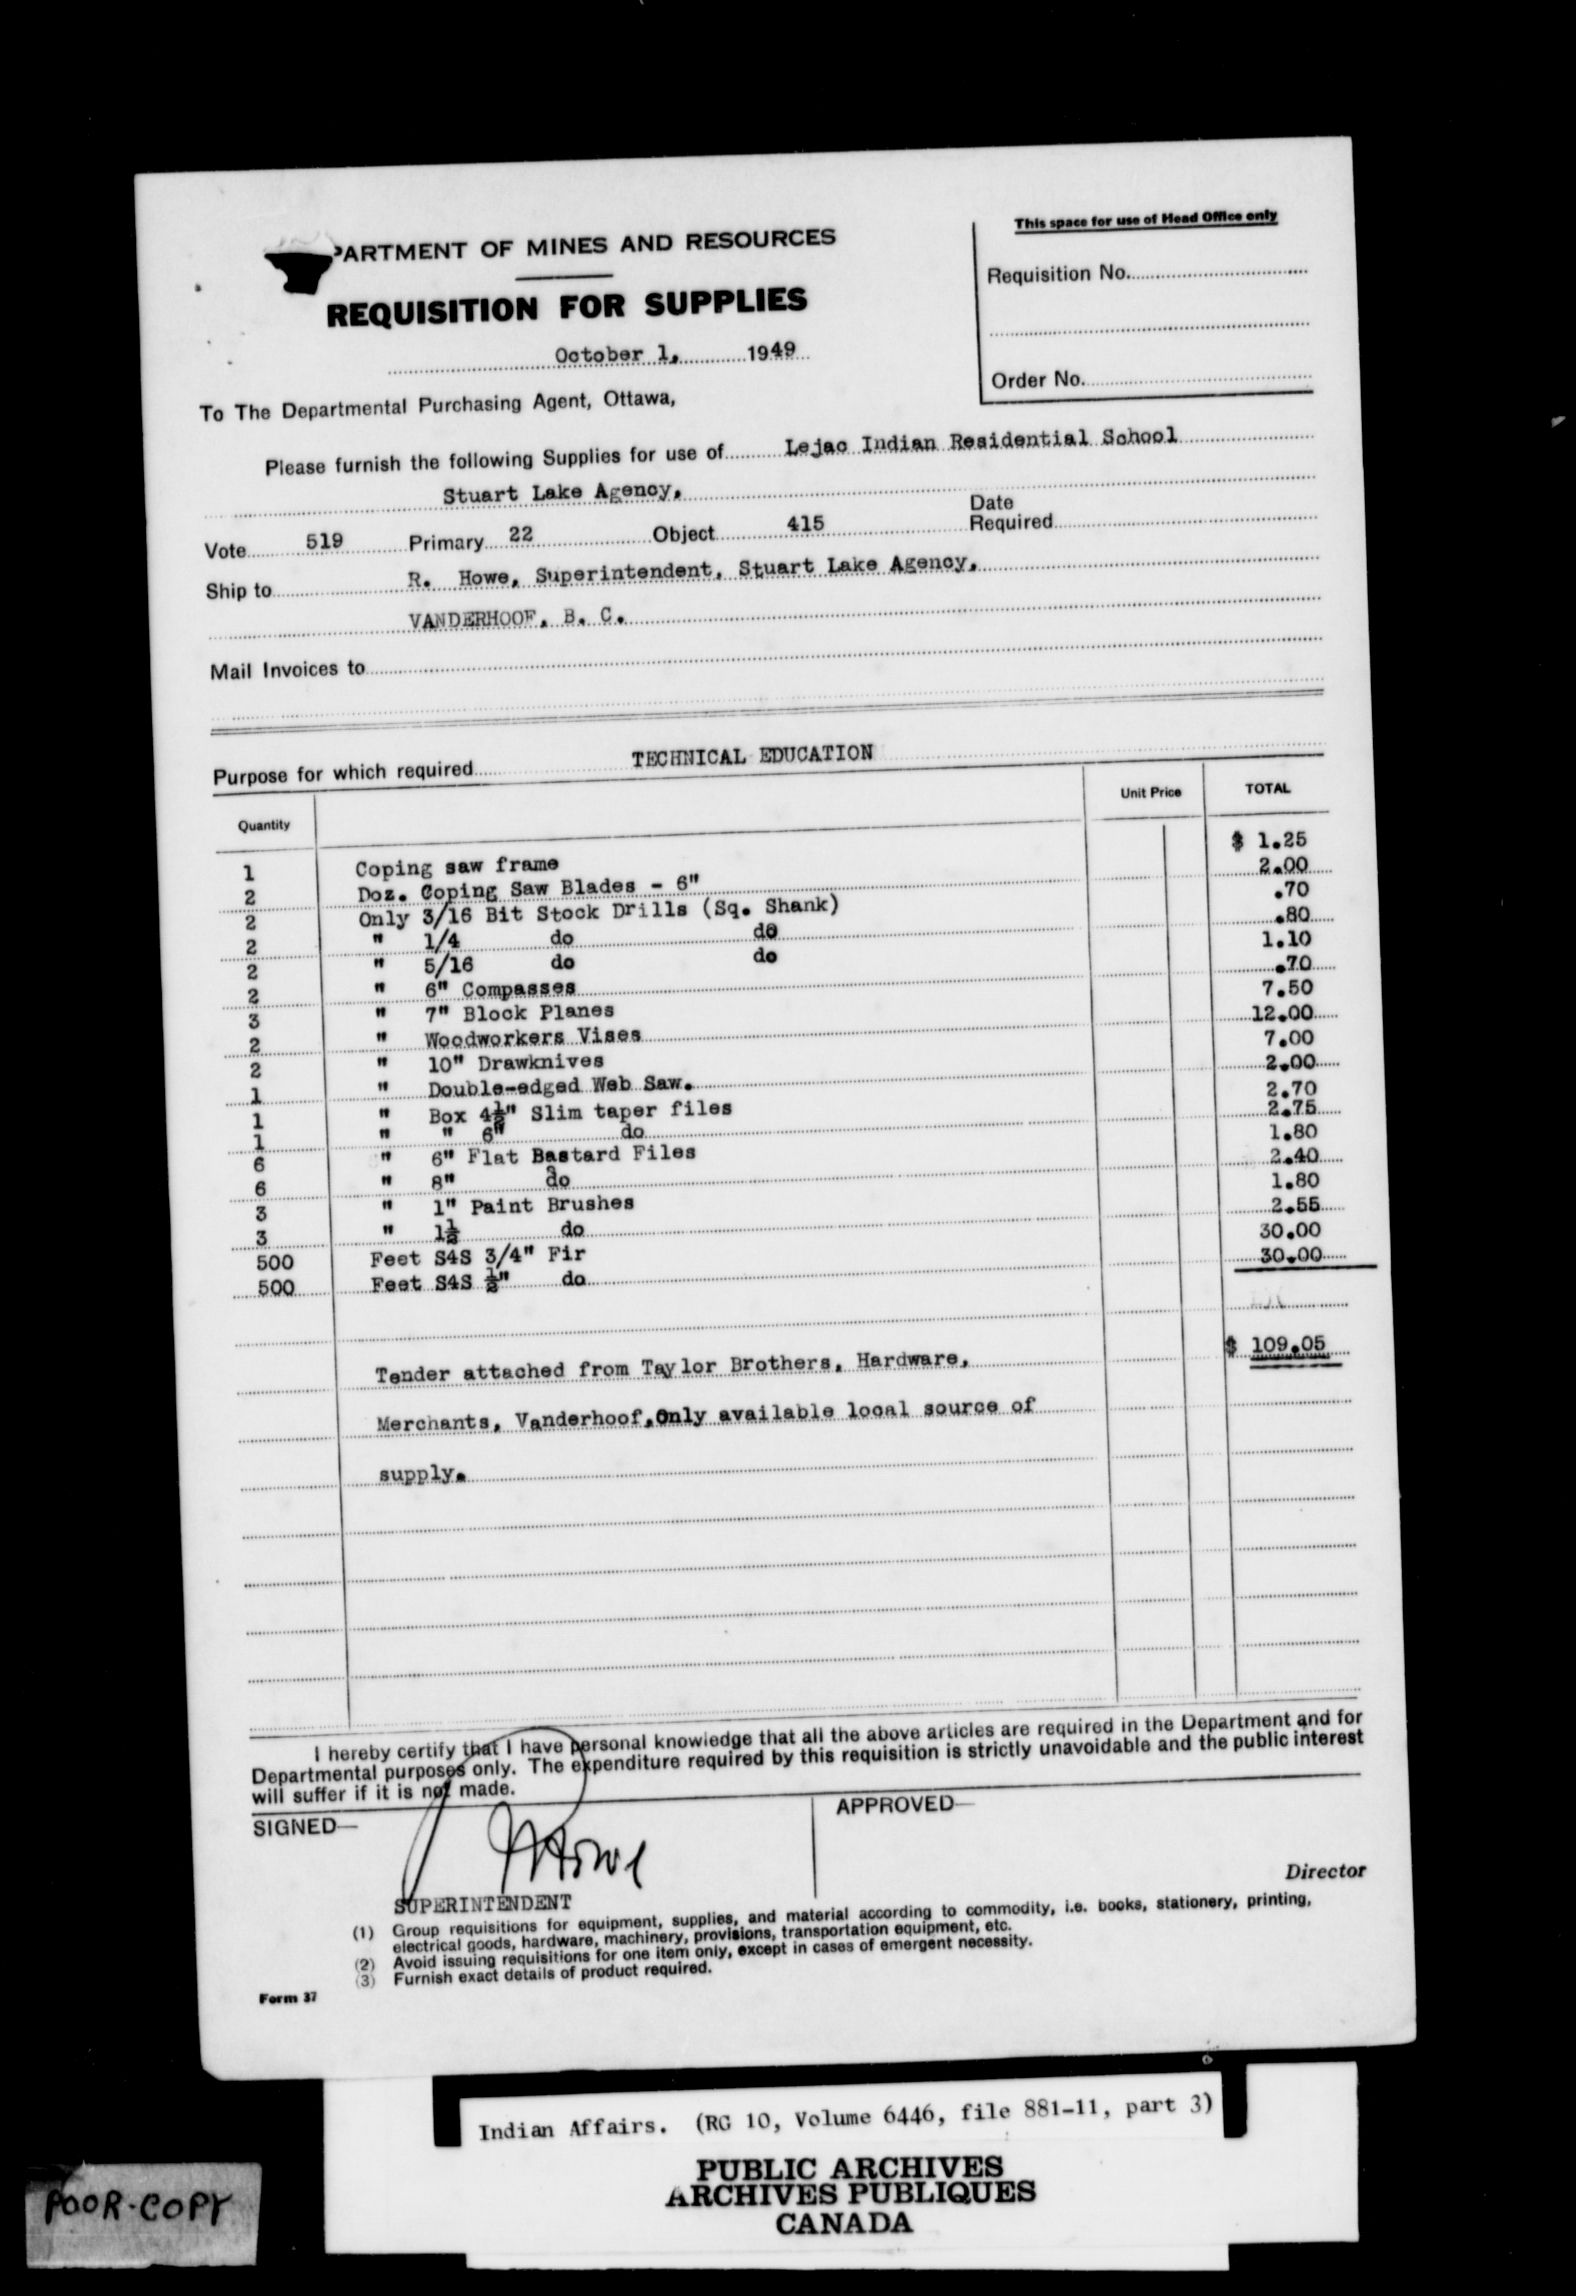 PARTMENT OF MINES AND RESOURCES
REQUISITION FOR SUPPLIES
October 1, 1949
This space for use of Head Office only
Requisition No.
Order No.
To The Departmental Purchasing Agent, Ottawa,
Please furnish the following Supplies for use of Lejac Indian Residential School
Stuart Lake Agency.
Vote 519 Primary 22 Object 415 Date Required
Ship to R. Howe, Superintendent, Stuart Lake Agency,
VANDERHOOF, B. C.
Mail Invoices to
Purpose for which required TECHNICAL EDUCATION
Quantity Unit Price TOTAL
1 Coping saw frame $ 1.25
2 Doz. Coping Saw Blades - 6" 2.00
2 Only 3/16 Bit Stock Drills (Sq. Shank) .70
2 " 1/4 do do .80
2 " 5/16 do do 1.10
2 " 6" Compasses .70
3 " 7" Block Planes 7.50
2 " Woodworkers Vises 12.00
2 " 10" Drawknives 7.00
1 " Double-edged Web Saw. 2.00
1 " Box 4½" Slim taper files 2.70
1 " " 6" do 2.75
6 " 6" Flat Bastard Files 1.80
6 " 8" do 2.40
3 " 1" Paint Brushes 1.80
3 " 1½ do 2.55
500 Feet S4S 3/4" Fir 30.00
500 Feet S4S ½" do 30.00
$ 109.05
Tender attached from Taylor Brothers, Hardware,
Merchants, Vanderhoof,Only available local source of
supply.
I hereby certify that I have personal knowledge that all the above articles are required in the Department and for
Departmental purposes only. The expenditure required by this requisition is strictly unavoidable and the public interest
will suffer if it is not made.
SIGNED— APPROVED—
Howe
Director
SUPERINTENDENT
(1) Group requisitions for equipment, supplies, and material according to commodity, i.e. books, stationery, printing,
electrical goods, hardware, machinery, provisions, transportation equipment, etc.
(2) Avoid issuing requisitions for one item only, except in cases of emergent necessity.
(3) Furnish exact details of product required.
Form 37
Indian Affairs. (RG 10, Volume 6446, file 881-11, part 3)
PUBLIC ARCHIVES
ARCHIVES PUBLIQUES
CANADA
POOR-COPY